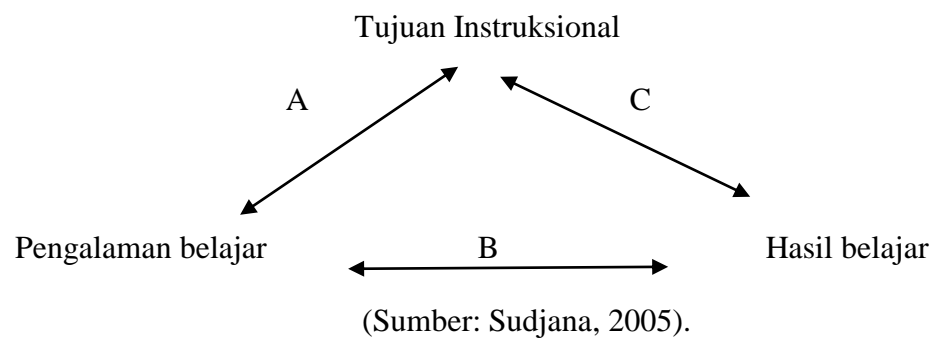 Tujuan Instruksional
A C
Pengalaman belajar B Hasil belajar
(Sumber: Sudjana, 2005).